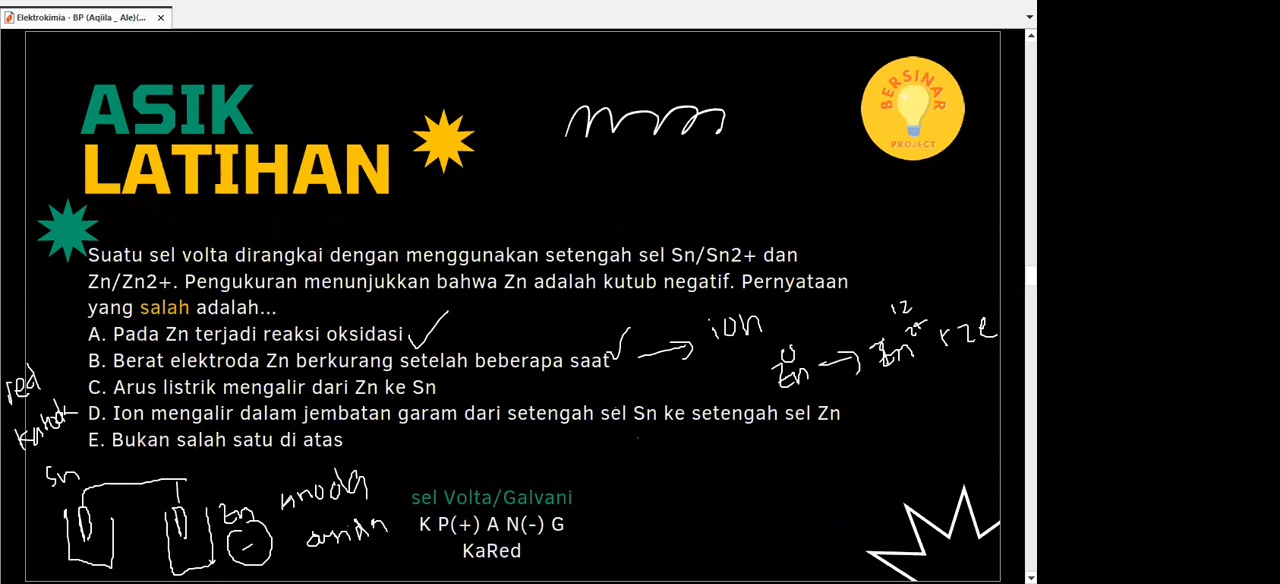 Elektrokimia - BP (Aqiila _ Ale)(...
ASIK
LATIHAN
BERSINAR
PROJECT
Suatu sel volta dirangkai dengan menggunakan setengah sel Sn/Sn2+ dan
Zn/Zn2+. Pengukuran menunjukkan bahwa Zn adalah kutub negatif. Pernyataan
yang salah adalah...
A. Pada Zn terjadi reaksi oksidasi
B. Berat elektroda Zn berkurang setelah beberapa saat
→ ion
Zn → Zn2+ + 2e
C. Arus listrik mengalir dari Zn ke Sn
D. Ion mengalir dalam jembatan garam dari setengah sel Sn ke setengah sel Zn
E. Bukan salah satu di atas
red
Sn
Zn
-
anoda
sel Volta/Galvani
K P(+) A N(-) G
KaRed